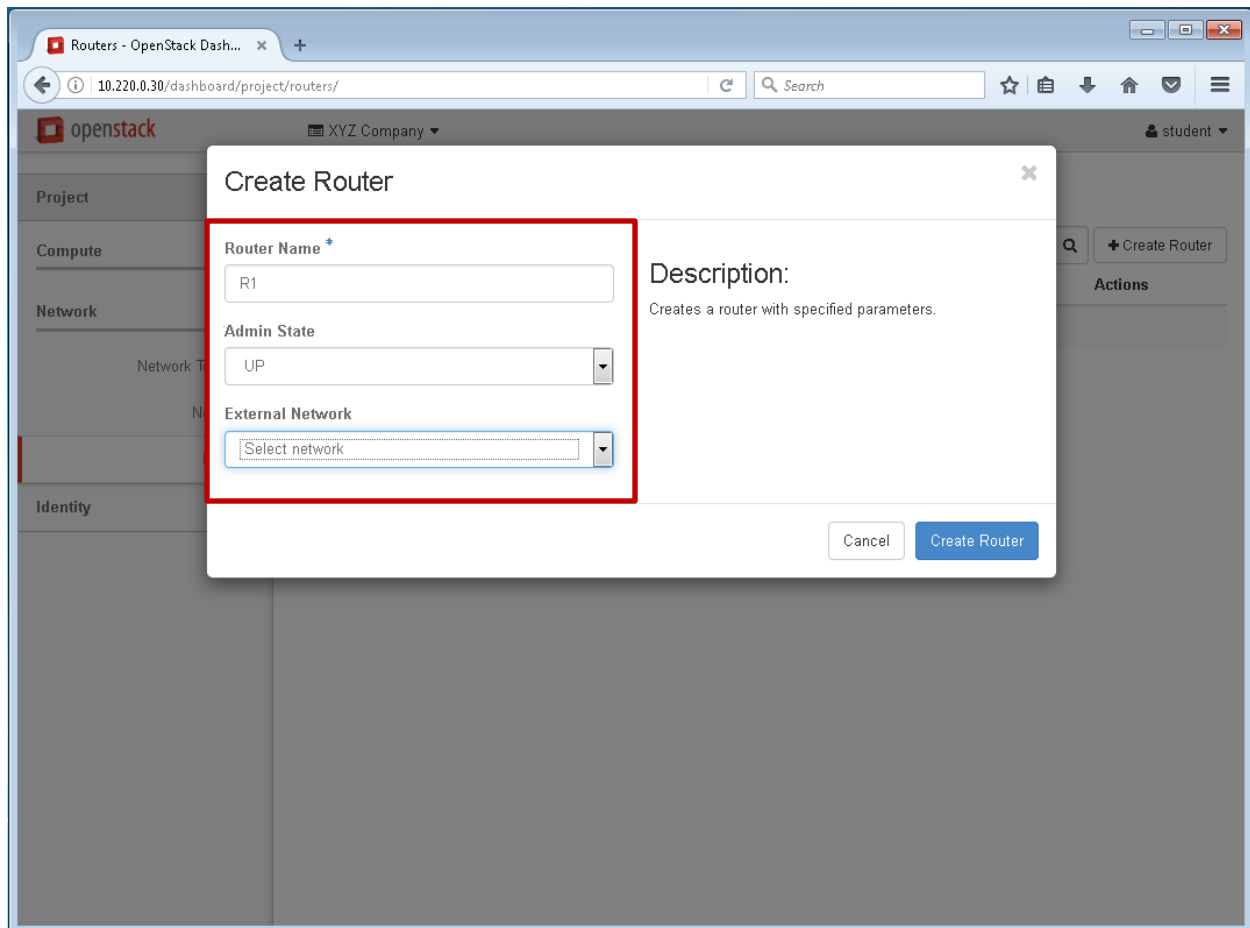 Routers - OpenStack Dash...
10.220.0.30/dashboard/project/routers/
Search
openstack
XYZ Company
student
Create Router
Project
Compute
Network
Network T
N
Identity
Router Name *
R1
Admin State
UP
External Network
Select network
Description:
Creates a router with specified parameters.
Create Router
Actions
Cancel
Create Router